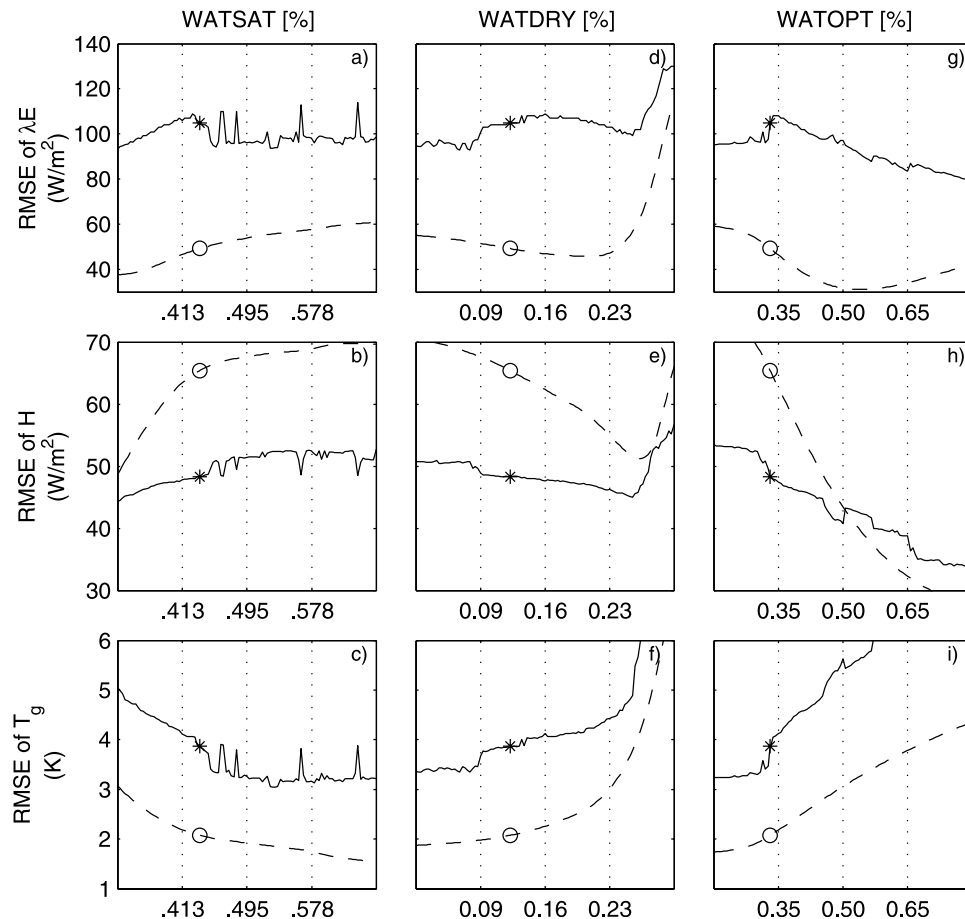 WATSAT [%] WATDRY [%] WATOPT [%]
RMSE of λE
(W/m²)
140
120
100
80
60
40
a)
d)
g)
.413 .495 .578
0.09 0.16 0.23
0.35 0.50 0.65
RMSE of H
(W/m²)
70
60
50
40
30
b)
e)
h)
.413 .495 .578
0.09 0.16 0.23
0.35 0.50 0.65
RMSE of T_g
(K)
6
5
4
3
2
1
c)
f)
i)
.413 .495 .578
0.09 0.16 0.23
0.35 0.50 0.65